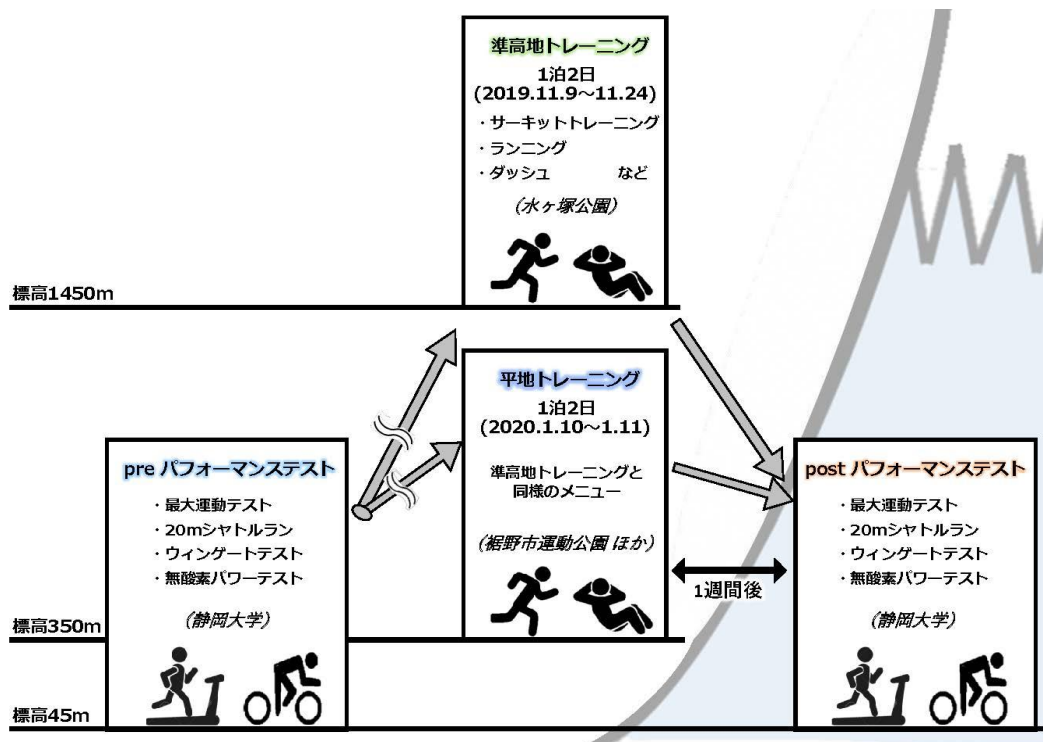 準高地トレーニング
1泊2日
(2019.11.9～11.24)
・サーキットトレーニング
・ランニング
・ダッシュ など
(水ヶ塚公園)
標高1450m
平地トレーニング
1泊2日
(2020.1.10～1.11)
準高地トレーニングと
同様のメニュー
(裾野市運動公園 ほか)
pre パフォーマンステスト
・最大運動テスト
・20mシャトルラン
・ウィンゲートテスト
・無酸素パワーテスト
(静岡大学)
post パフォーマンステスト
・最大運動テスト
・20mシャトルラン
・ウィンゲートテスト
・無酸素パワーテスト
(静岡大学)
1週間後
標高350m
標高45m